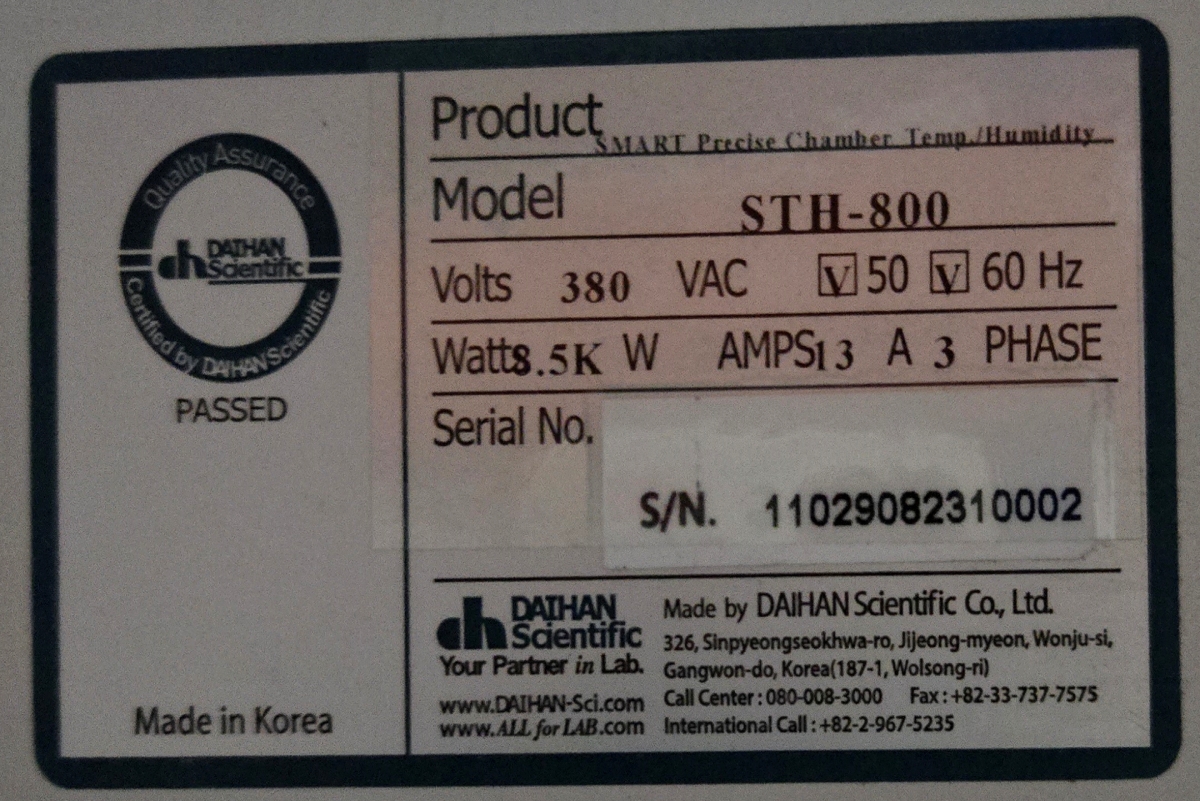 Quality Assurance
dh DAIHAN
Scientific
Certified by DAIHAN Scientific
PASSED
Made in Korea
Product SMART Precise Chamber Temp./Humidity
Model STH-800
Volts 380 VAC V 50 V 60 Hz
Watts 8.5K W AMPS 13 A 3 PHASE
Serial No.
S/N. 11029082310002
dh DAIHAN
Scientific
Your Partner in Lab.
www.DAIHAN-Sci.com
www.ALL for LAB.com
Made by DAIHAN Scientific Co., Ltd.
326, Sinpyeongseokhwa-ro, Jijeong-myeon, Wonju-si,
Gangwon-do, Korea(187-1, Wolsong-ri)
Call Center : 080-008-3000 Fax : +82-33-737-7575
International Call : +82-2-967-5235